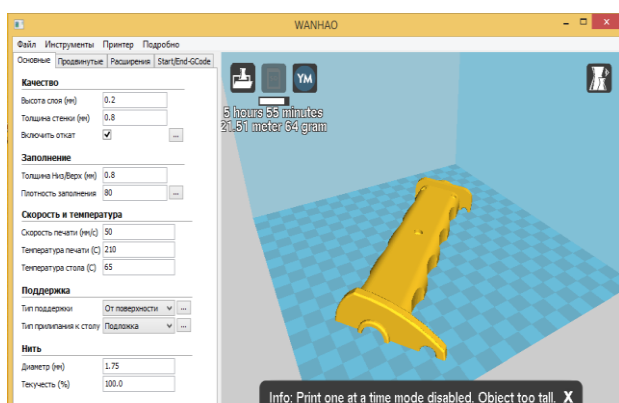 WANHAO
Файл Инструменты Принтер Подробно
Основные Продвинутые Расширения Start/End-GCode
Качество
Высота слоя (мм) 0.2
Толщина стенки (мм) 0.8
Включить откат ...
Заполнение
Толщина Низ/Верх (мм) 0.8
Плотность заполнения 80 ...
Скорость и температура
Скорость печати (мм/с) 50
Температура печати (C) 210
Температура стола (C) 65
Поддержка
Тип поддержки От поверхности ...
Тип прилипания к столу Подложка ...
Нить
Диаметр (мм) 1.75
Текучесть (%) 100.0
YM
5 hours 55 minutes
21.51 meter 64 gram
Info: Print one at a time mode disabled. Object too tall. X